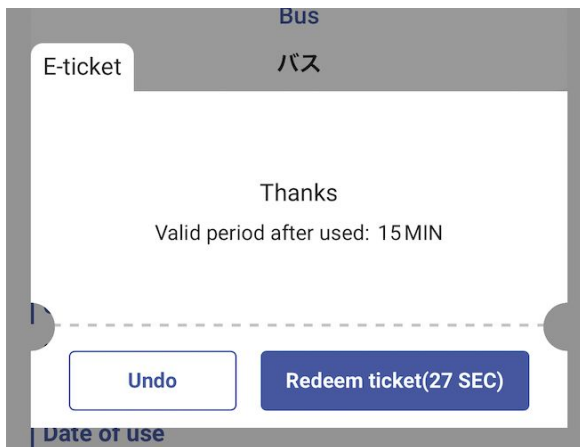 Bus
E-ticket
バス
Thanks
Valid period after used: 15 MIN
Undo
Redeem ticket(27 SEC)
Date of use